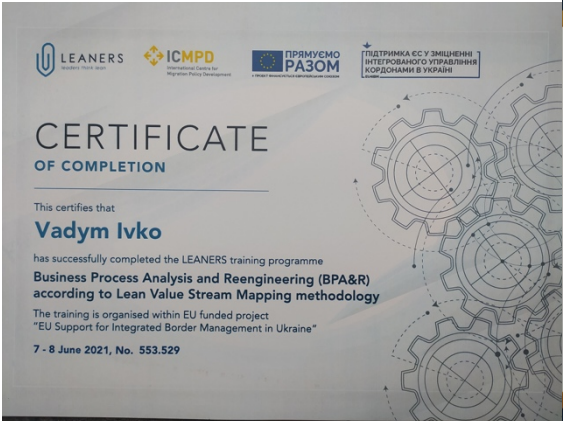 LEANERS
ICMPD
International Centre for
Migration Policy Development
ПРЯМУЄМО
РАЗОМ
ПІДТРИМКА ЄС У ЗМІЦНЕННІ
ІНТЕГРОВАНОГО УПРАВЛІННЯ
КОРДОНАМИ В УКРАЇНІ
CERTIFICATE
OF COMPLETION
This certifies that
Vadym Ivko
has successfully completed the LEANERS training programme
Business Process Analysis and Reengineering (BPA&R)
according to Lean Value Stream Mapping methodology
The training is organised within EU funded project
"EU Support for Integrated Border Management in Ukraine"
7 - 8 June 2021, No. 553.529